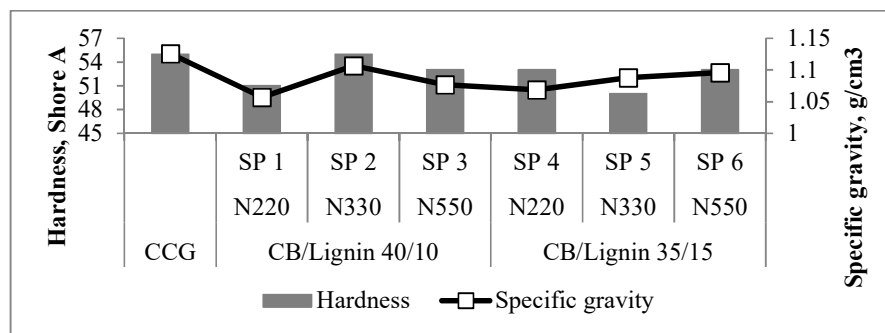 Hardness, Shore A
57
54
51
48
45
1.15
1.1
1.05
1
Specific gravity, g/cm3
SP 1 SP 2 SP 3 SP 4 SP 5 SP 6
N220 N330 N550 N220 N330 N550
CCG CB/Lignin 40/10 CB/Lignin 35/15
Hardness Specific gravity